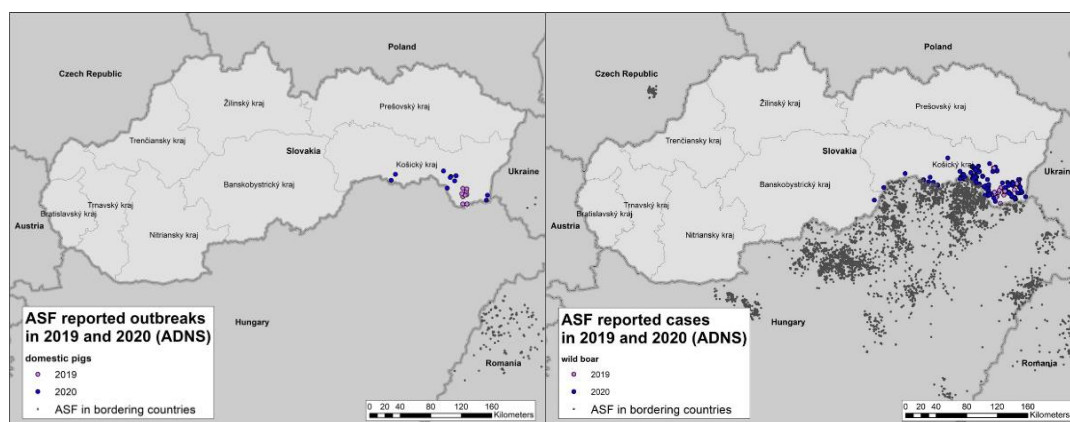 Poland
Czech Republic
Žilinský kraj
Prešovský kraj
Trenčiansky kraj
Slovakia
Košický kraj
Ukraine
Banskobystrický kraj
Trnavský kraj
Bratislavský kraj
Austria
Nitriansky kraj
Hungary
Romania
ASF reported outbreaks
in 2019 and 2020 (ADNS)
domestic pigs
2019
2020
ASF in bordering countries
0 20 40 80 120 160
Kilometers
Poland
Czech Republic
Žilinský kraj
Prešovský kraj
Trenčiansky kraj
Slovakia
Košický kraj
Ukraine
Banskobystrický kraj
Trnavský kraj
Bratislavský kraj
Austria
Nitriansky kraj
Hungary
Romania
ASF reported cases
in 2019 and 2020 (ADNS)
wild boar
2019
2020
ASF in bordering countries
0 20 40 80 120 160
Kilometers